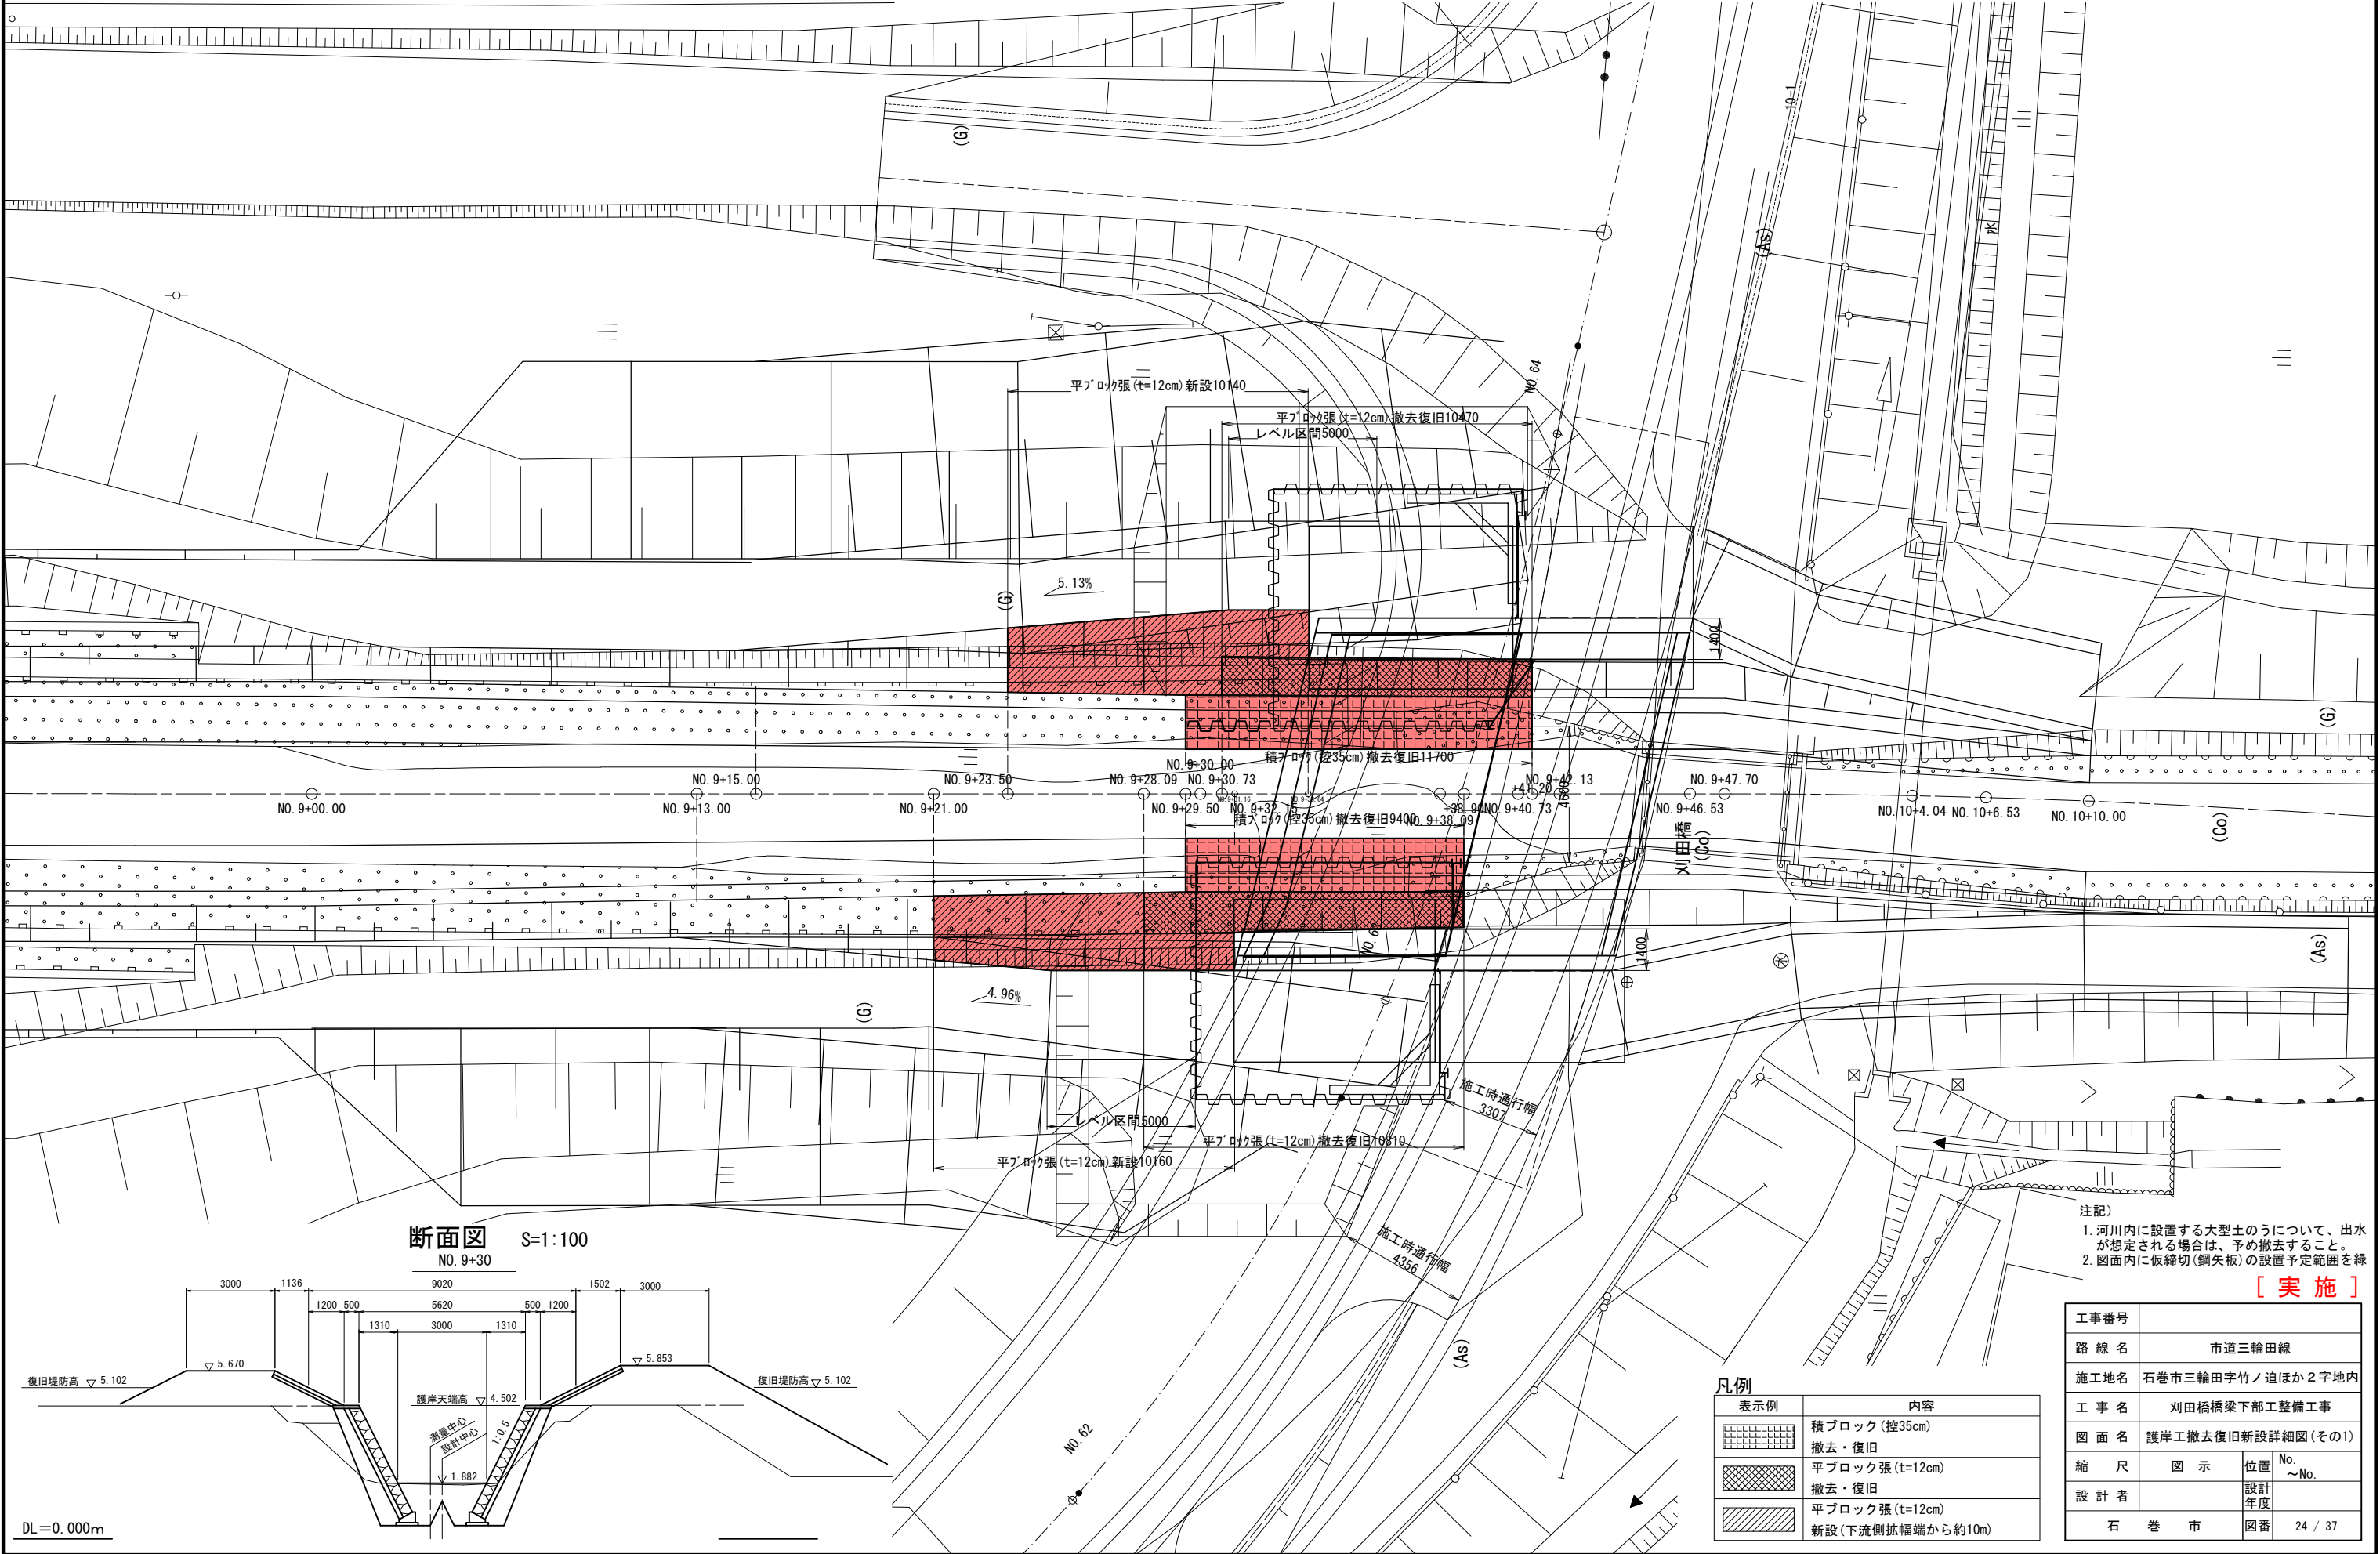 (G)
10-1
(As)
水
NO.64
平ブロック張(t=12cm)新設10140
平ブロック張(t=12cm)撤去復旧10470
レベル区間5000
5.13%
(G)
1400
(G)
積ブロック(控35cm)撤去復旧11700
NO.9+30.00
NO.9+15.00
NO.9+23.50
NO.9+28.09
NO.9+30.73
NO.9+42.13
+41.20
NO.9+47.70
NO.9+00.00
NO.9+13.00
NO.9+21.00
NO.9+29.50
NO.9+32.15
+38.90
NO.9+40.73
NO.9+38.09
NO.9+46.53
NO.10+4.04
NO.10+6.53
NO.10+10.00
4600
積ブロック(控35cm)撤去復旧9400
刈田橋
(Co)
(Co)
1400
(As)
4.96%
(G)
施工時通行幅
3307
レベル区間5000
平ブロック張(t=12cm)撤去復旧10810
平ブロック張(t=12cm)新設10160
施工時通行幅
4356
(As)
NO.62
断面図 S=1:100
NO.9+30
3000 1136 9020 1502 3000
1200 500 5620 500 1200
1310 3000 1310
5.670
5.853
復旧堤防高 5.102
護岸天端高 4.502
復旧堤防高 5.102
測量中心
設計中心
1:0.5
1.882
DL=0.000m
注記)
1.河川内に設置する大型土のうについて、出水
が想定される場合は、予め撤去すること。
2.図面内に仮締切(鋼矢板)の設置予定範囲を緑
[実施]
凡例
表示例 内容
積ブロック(控35cm)
撤去・復旧
平ブロック張(t=12cm)
撤去・復旧
平ブロック張(t=12cm)
新設(下流側拡幅端から約10m)
工事番号
路線名 市道三輪田線
施工地名 石巻市三輪田字竹ノ迫ほか2字地内
工事名 刈田橋橋梁下部工整備工事
図面名 護岸工撤去復旧新設詳細図(その1)
縮尺 図示 位置 No. ～No.
設計者 設計年度
石巻市 図番 24 / 37